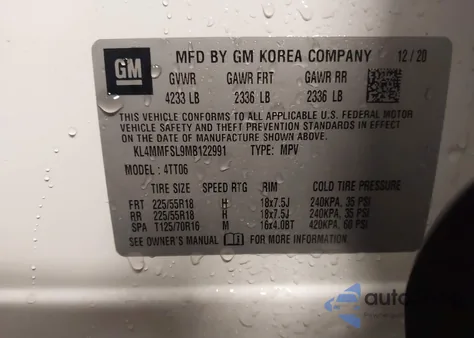 GM
MFD BY GM KOREA COMPANY 12/20
GVWR GAWR FRT GAWR RR
4233 LB 2336 LB 2336 LB
THIS VEHICLE CONFORMS TO ALL APPLICABLE U.S. FEDERAL MOTOR
VEHICLE SAFETY, BUMPER, AND THEFT PREVENTION STANDARDS IN EFFECT
ON THE DATE OF MANUFACTURE SHOWN ABOVE.
KL4MMFSL9MB122991 TYPE: MPV
MODEL: 4TT06
TIRE SIZE SPEED RTG RIM COLD TIRE PRESSURE
FRT 225/55R18 H 18x7.5J 240KPA, 35 PSI
RR 225/55R18 H 18x7.5J 240KPA, 35 PSI
SPA T125/70R16 M 16x4.0BT 420KPA, 60 PSI
SEE OWNER'S MANUAL FOR MORE INFORMATION.